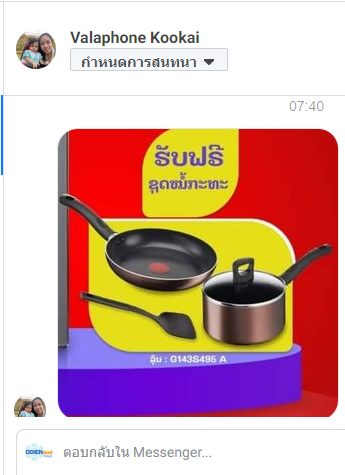 Valaphone Kookai
กำหนดการสนทนา
07:40
ຮັບຟຣີ
ຊຸດໝໍ້ກະທະ
ຮຸ່ນ : G143S495 A
ODIEN
ตอบกลับใน Messenger...